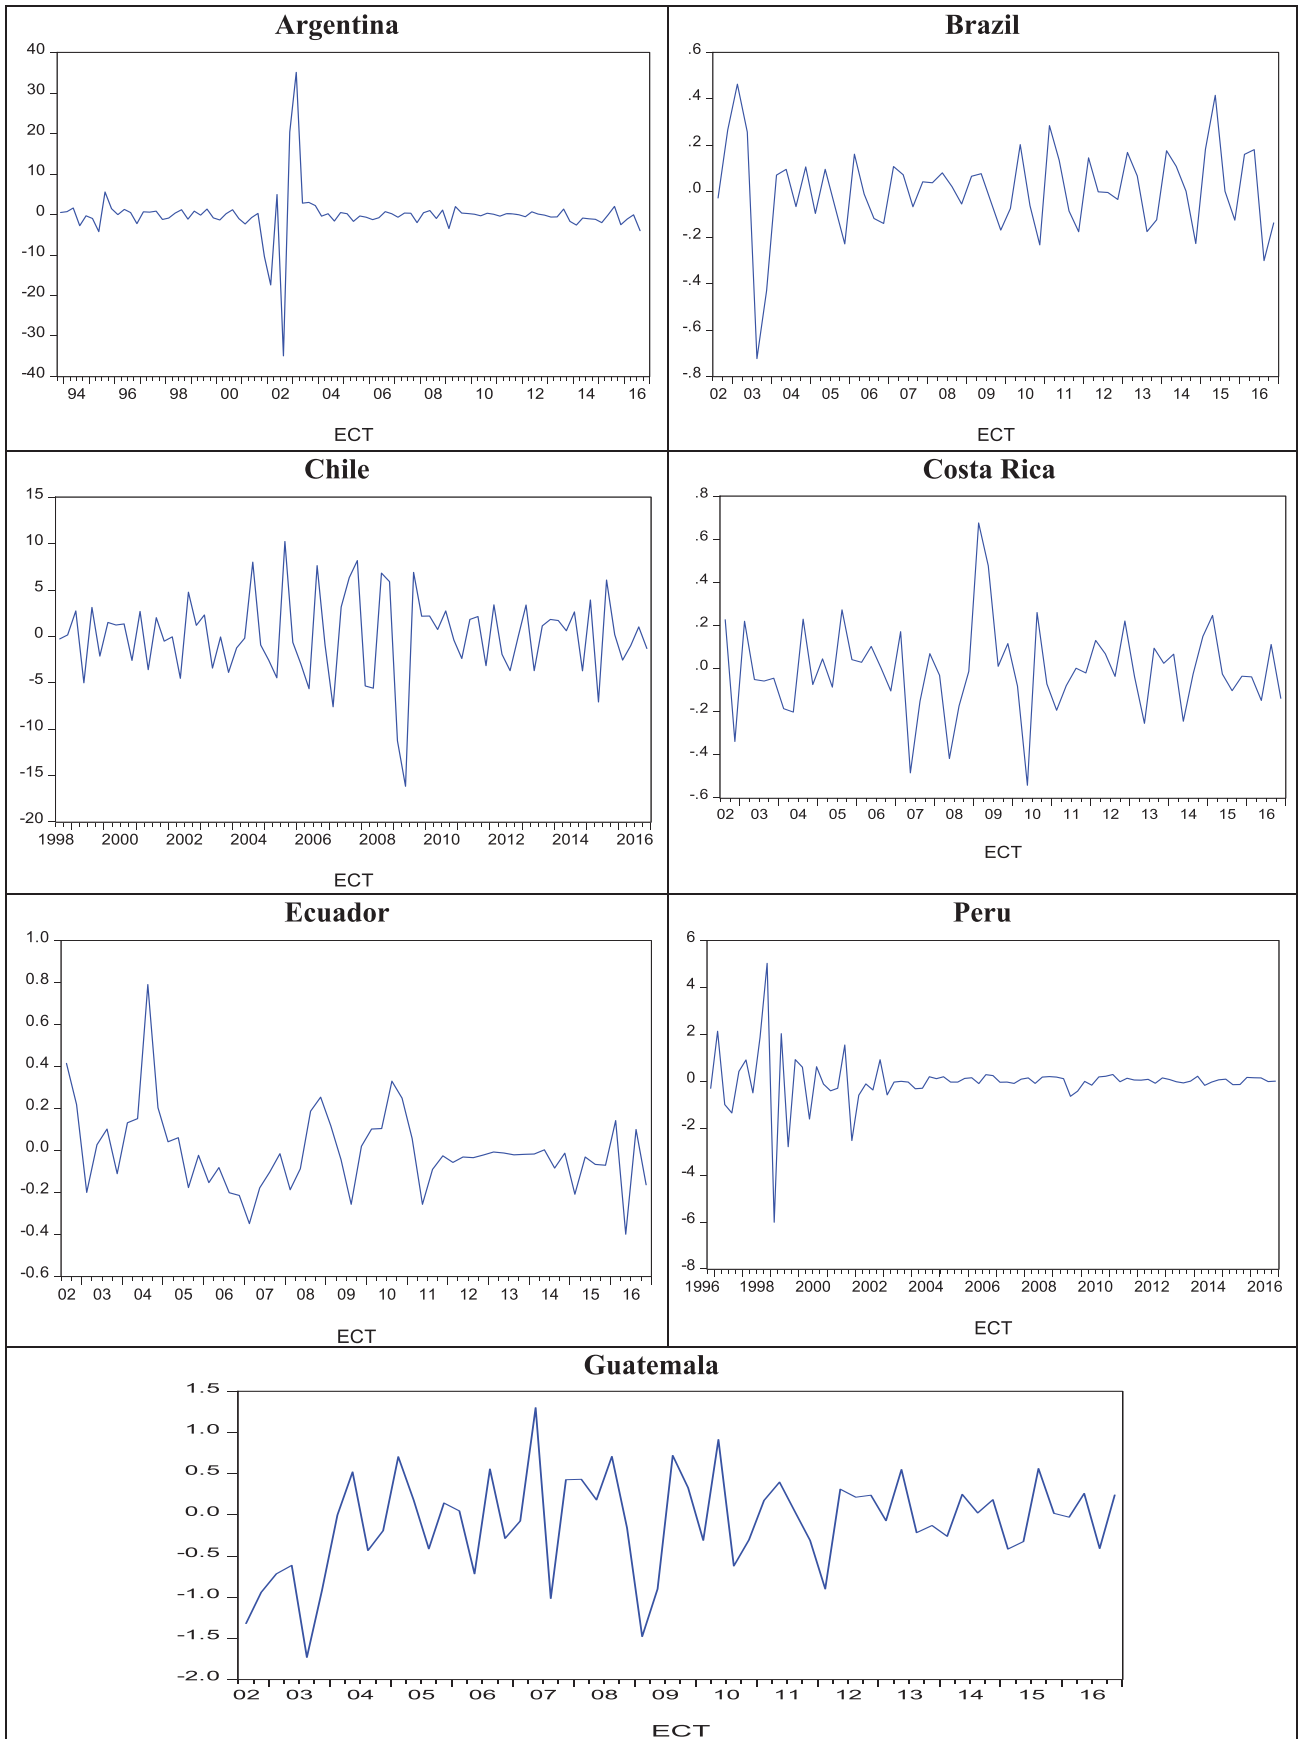 Argentina
40
30
20
10
0
-10
-20
-30
-40
94 96 98 00 02 04 06 08 10 12 14 16
ECT
Brazil
.6
.4
.2
.0
-.2
-.4
-.6
-.8
02 03 04 05 06 07 08 09 10 11 12 13 14 15 16
ECT
Chile
15
10
5
0
-5
-10
-15
-20
1998 2000 2002 2004 2006 2008 2010 2012 2014 2016
ECT
Costa Rica
.8
.6
.4
.2
.0
-.2
-.4
-.6
02 03 04 05 06 07 08 09 10 11 12 13 14 15 16
ECT
Ecuador
1.0
0.8
0.6
0.4
0.2
0.0
-0.2
-0.4
-0.6
02 03 04 05 06 07 08 09 10 11 12 13 14 15 16
ECT
Peru
6
4
2
0
-2
-4
-6
-8
1996 1998 2000 2002 2004 2006 2008 2010 2012 2014 2016
ECT
Guatemala
1.5
1.0
0.5
0.0
-0.5
-1.0
-1.5
-2.0
02 03 04 05 06 07 08 09 10 11 12 13 14 15 16
ECT